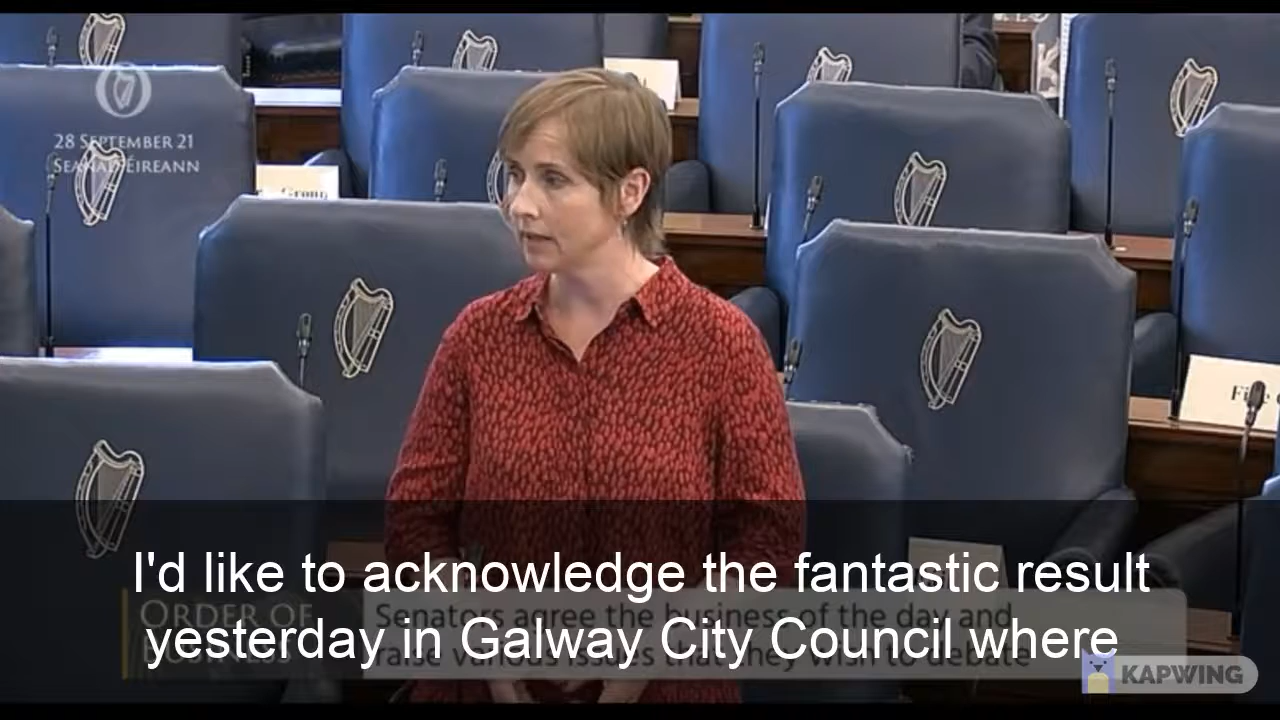 28 September 21
Seanad Éireann
Group
I'd like to acknowledge the fantastic result
yesterday in Galway City Council where
Order of
Business
Senators agree the business of the day and
raise various issues that they wish to debate
KAPWING